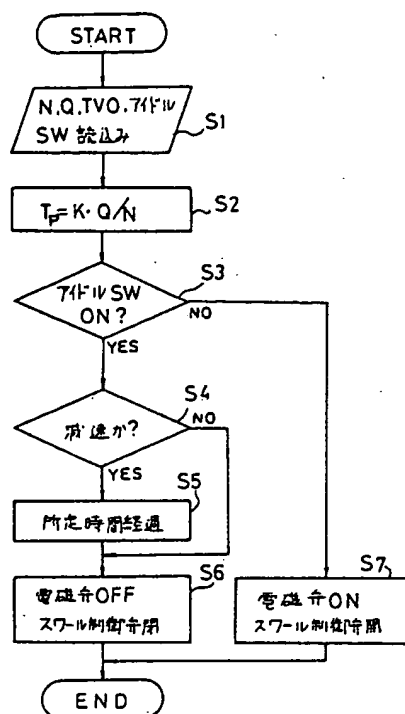 START
N.Q.TVO.アイドル
SW 読込み
S1
Tp=K・Q/N
S2
アイドルSW
ON?
S3
NO
YES
減速か?
S4
NO
YES
所定時間経過
S5
電磁弁OFF
スワール制御弁閉
S6
電磁弁ON
スワール制御弁開
S7
END